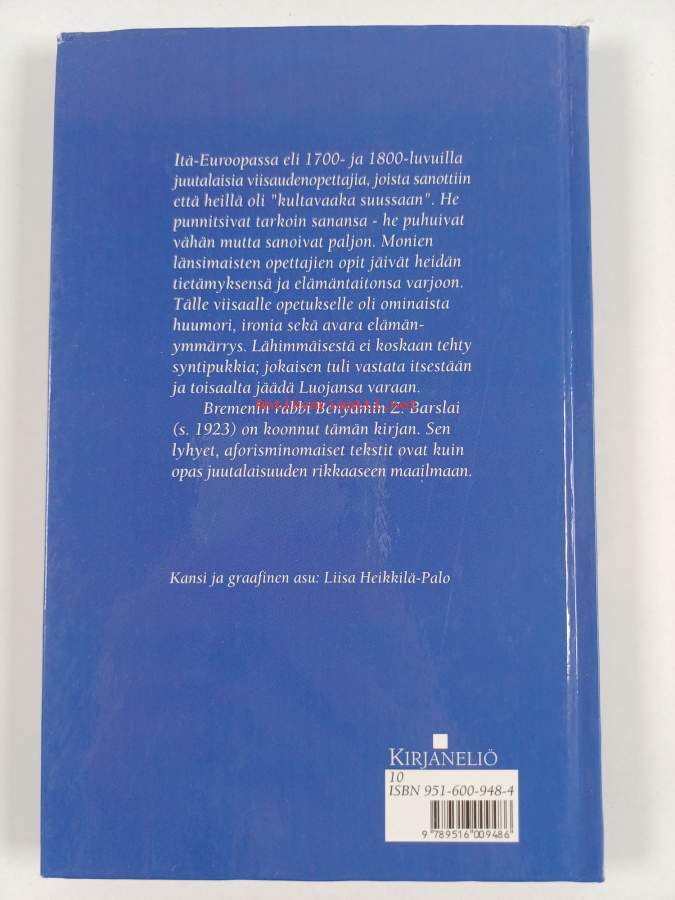 Itä-Euroopassa eli 1700- ja 1800-luvuilla
juutalaisia viisaudenopettajia, joista sanottiin
että heillä oli "kultavaaka suussaan". He
punnitsivat tarkoin sanansa - he puhuivat
vähän mutta sanoivat paljon. Monien
länsimaisten opettajien opit jäivät heidän
tietämyksensä ja elämäntaitonsa varjoon.
Tälle viisaalle opetukselle oli ominaista
huumori, ironia sekä avara elämän-
ymmärrys. Lähimmäisestä ei koskaan tehty
syntipukkia; jokaisen tuli vastata itsestään
ja toisaalta jäädä Luojansa varaan.
Antikvariaatti.net
Bremenin rabbi Benyamin Z. Barslai
(s. 1923) on koonnut tämän kirjan. Sen
lyhyet, aforisminomaiset tekstit ovat kuin
opas juutalaisuuden rikkaaseen maailmaan.
Kansi ja graafinen asu: Liisa Heikkilä-Palo
KIRJANELIÖ
10
ISBN 951-600-948-4
9 789516 009486